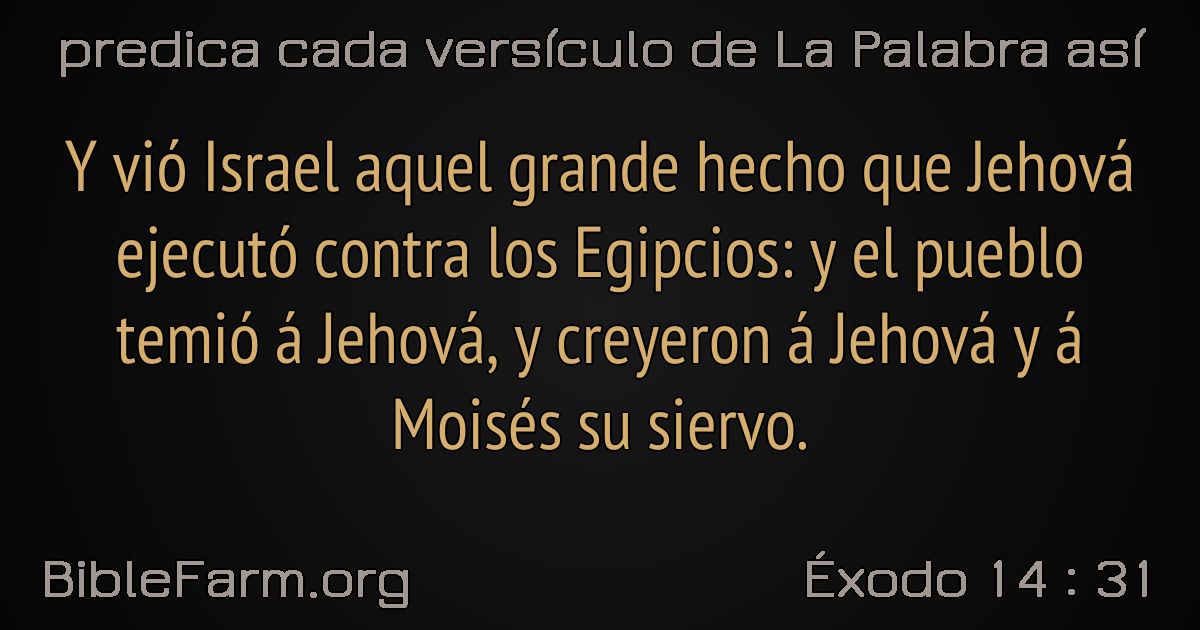 predica cada versículo de La Palabra así
Y vió Israel aquel grande hecho que Jehová
ejecutó contra los Egipcios: y el pueblo
temió á Jehová, y creyeron á Jehová y á
Moisés su siervo.
BibleFarm.org
Éxodo 14 : 31